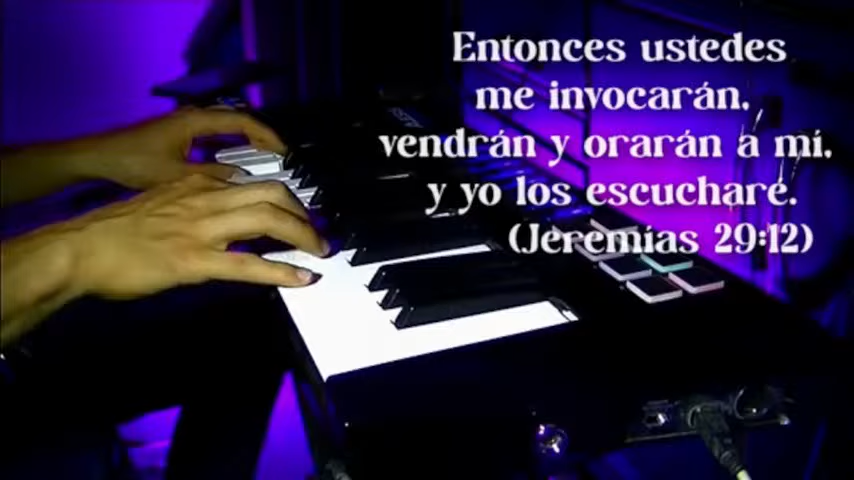 Entonces ustedes
me invocarán,
vendrán y orarán a mí,
y yo los escucharé.
(Jeremías 29:12)